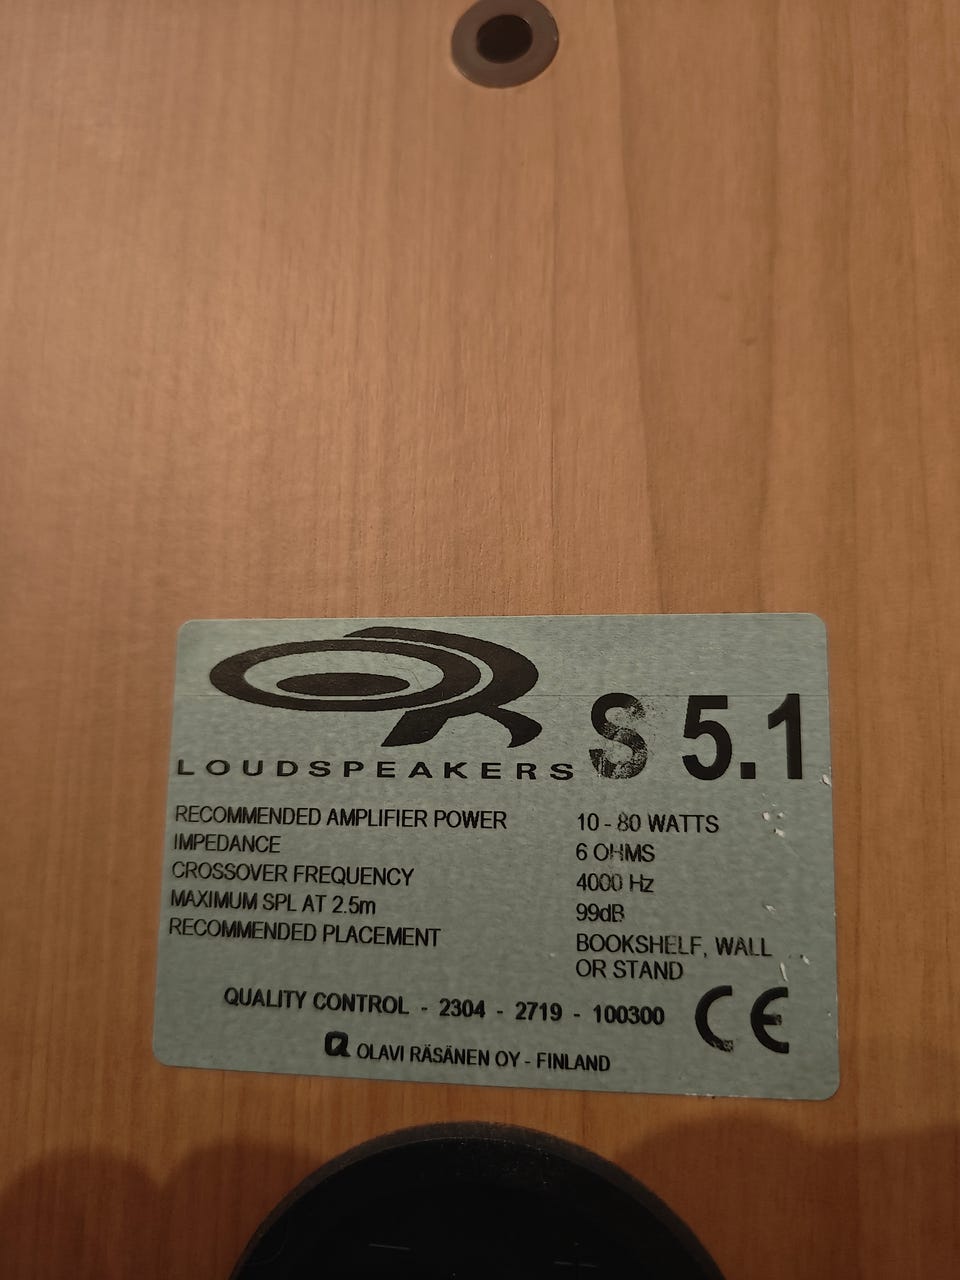 OR
LOUDSPEAKERS S 5.1
RECOMMENDED AMPLIFIER POWER 10 - 80 WATTS
IMPEDANCE 6 OHMS
CROSSOVER FREQUENCY 4000 Hz
MAXIMUM SPL AT 2.5m 99dB
RECOMMENDED PLACEMENT BOOKSHELF, WALL
OR STAND
QUALITY CONTROL - 2304 - 2719 - 100300 CE
a OLAVI RÄSÄNEN OY - FINLAND